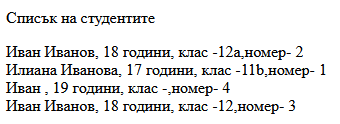 Списък на студентите
Иван Иванов, 18 години, клас -12а,номер- 2
Илиана Иванова, 17 години, клас -11b,номер- 1
Иван , 19 години, клас -,номер- 4
Иван Иванов, 18 години, клас -12,номер- 3